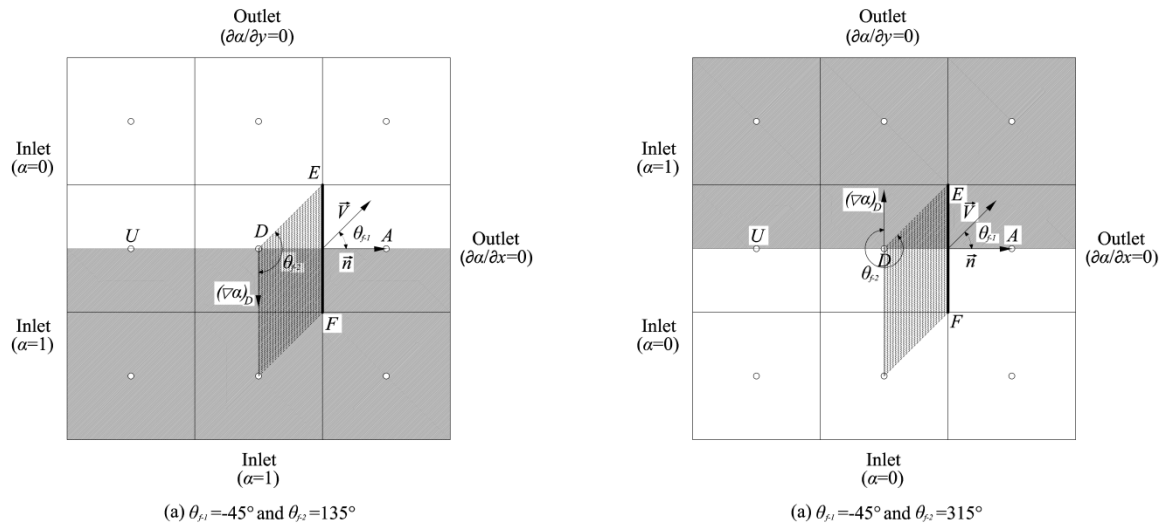 Outlet
(∂α/∂y=0)
Inlet
(α=0)
E
V⃗
D
θf-1
U
A
θf-2
n⃗
Outlet
(∂α/∂x=0)
(▽α)D
F
Inlet
(α=1)
Inlet
(α=1)
(a) θf-1=-45° and θf-2=135°
Outlet
(∂α/∂y=0)
Inlet
(α=1)
E
(▽α)D
V⃗
θf-1
U
D
A
θf-2
n⃗
Outlet
(∂α/∂x=0)
F
Inlet
(α=0)
Inlet
(α=0)
(a) θf-1=-45° and θf-2=315°